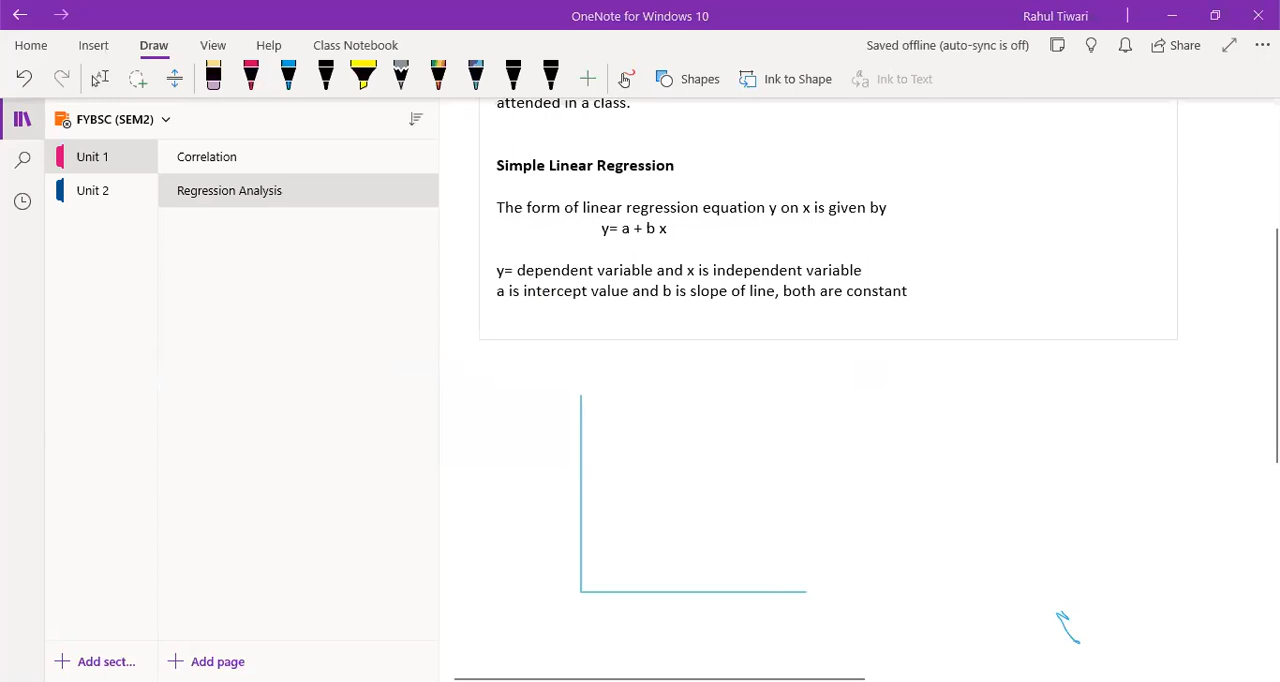 OneNote for Windows 10
Rahul Tiwari
Home Insert Draw View Help Class Notebook
Saved offline (auto-sync is off) Share
Shapes Ink to Shape Ink to Text
attended in a class.
FYBSC (SEM2)
Unit 1
Unit 2
Correlation
Regression Analysis
Simple Linear Regression
The form of linear regression equation y on x is given by
y= a + b x
y= dependent variable and x is independent variable
a is intercept value and b is slope of line, both are constant
Add sect... Add page